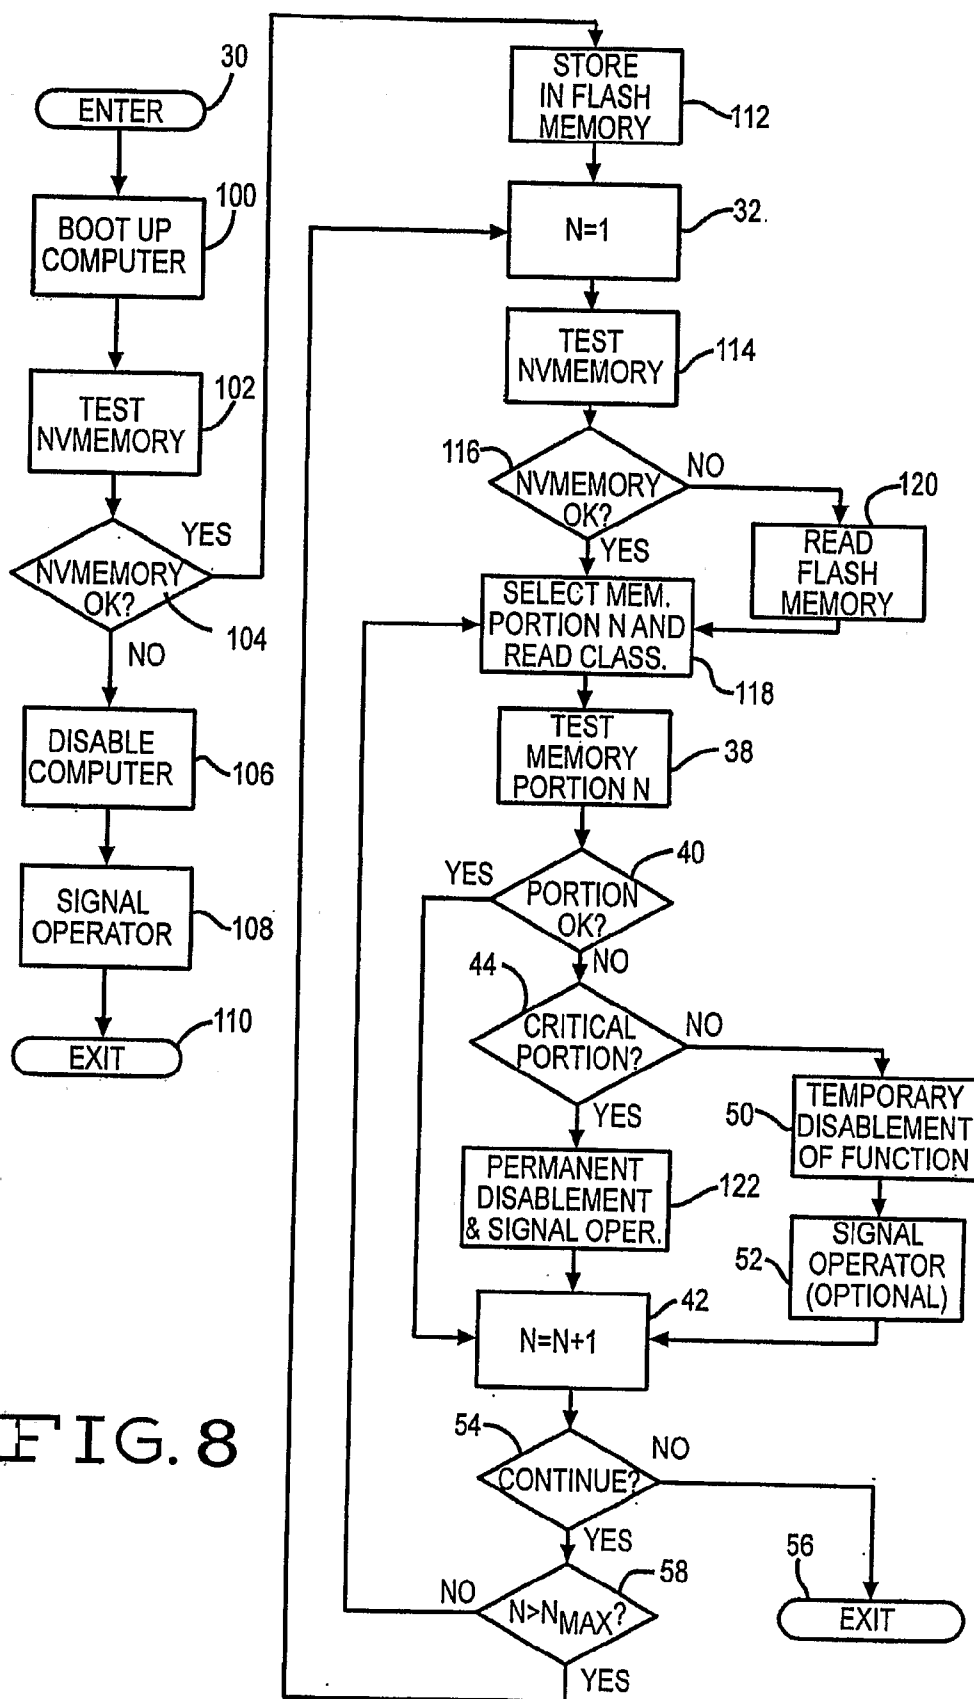 30
ENTER
100
BOOT UP
COMPUTER
102
TEST
NVMEMORY
YES
NVMEMORY
OK?
104
NO
DISABLE
COMPUTER
106
SIGNAL
OPERATOR
108
110
EXIT
STORE
IN FLASH
MEMORY
112
N=1
32.
TEST
NVMEMORY
114
116
NVMEMORY
OK?
NO
YES
120
READ
FLASH
MEMORY
SELECT MEM.
PORTION N AND
READ CLASS.
118
TEST
MEMORY
PORTION N
38
40
YES
PORTION
OK?
NO
44
CRITICAL
PORTION?
NO
YES
50
TEMPORARY
DISABLEMENT
OF FUNCTION
PERMANENT
DISABLEMENT
& SIGNAL OPER.
122
52
SIGNAL
OPERATOR
(OPTIONAL)
42
N=N+1
54
CONTINUE?
NO
YES
58
NO
N>NMAX?
YES
56
EXIT
FIG. 8